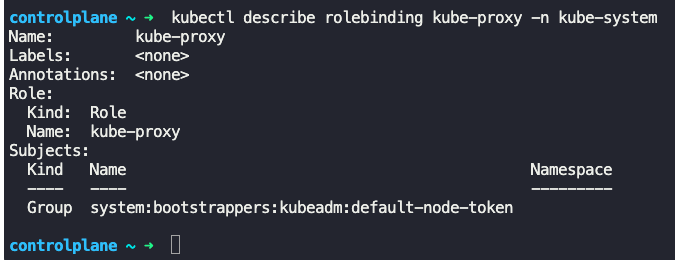 controlplane ~ ➜  kubectl describe rolebinding kube-proxy -n kube-system
Name:         kube-proxy
Labels:       <none>
Annotations:  <none>
Role:
  Kind:  Role
  Name:  kube-proxy
Subjects:
  Kind   Name                                             Namespace
  ----   ----                                             ---------
  Group  system:bootstrappers:kubeadm:default-node-token
controlplane ~ ➜